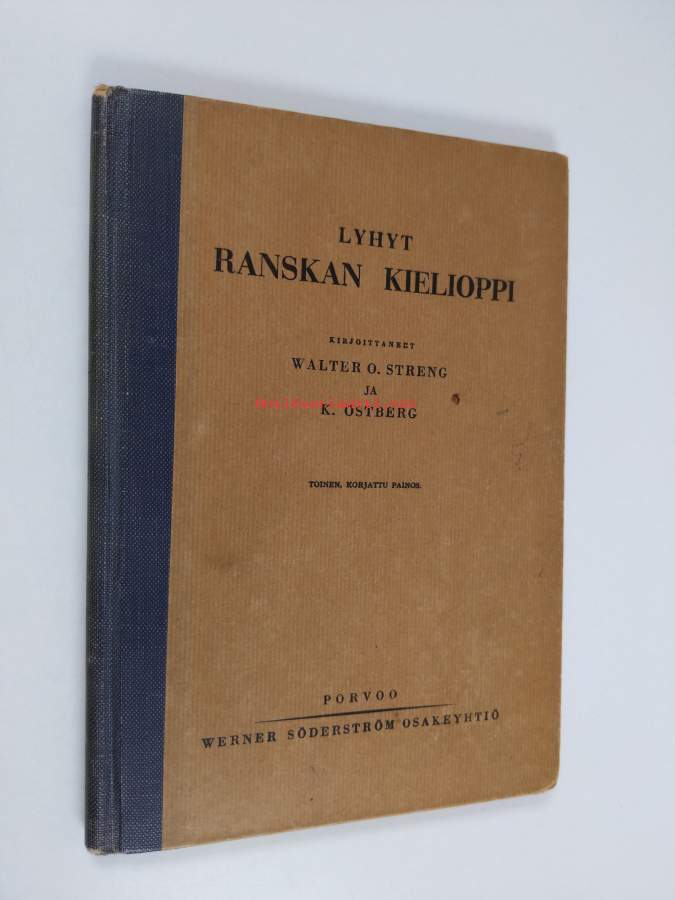 LYHYT
RANSKAN KIELIOPPI
KIRJOITTANEET
WALTER O. STRENG
JA
K. ÖSTBERG
TOINEN, KORJATTU PAINOS.
PORVOO
WERNER SÖDERSTRÖM OSAKEYHTIÖ